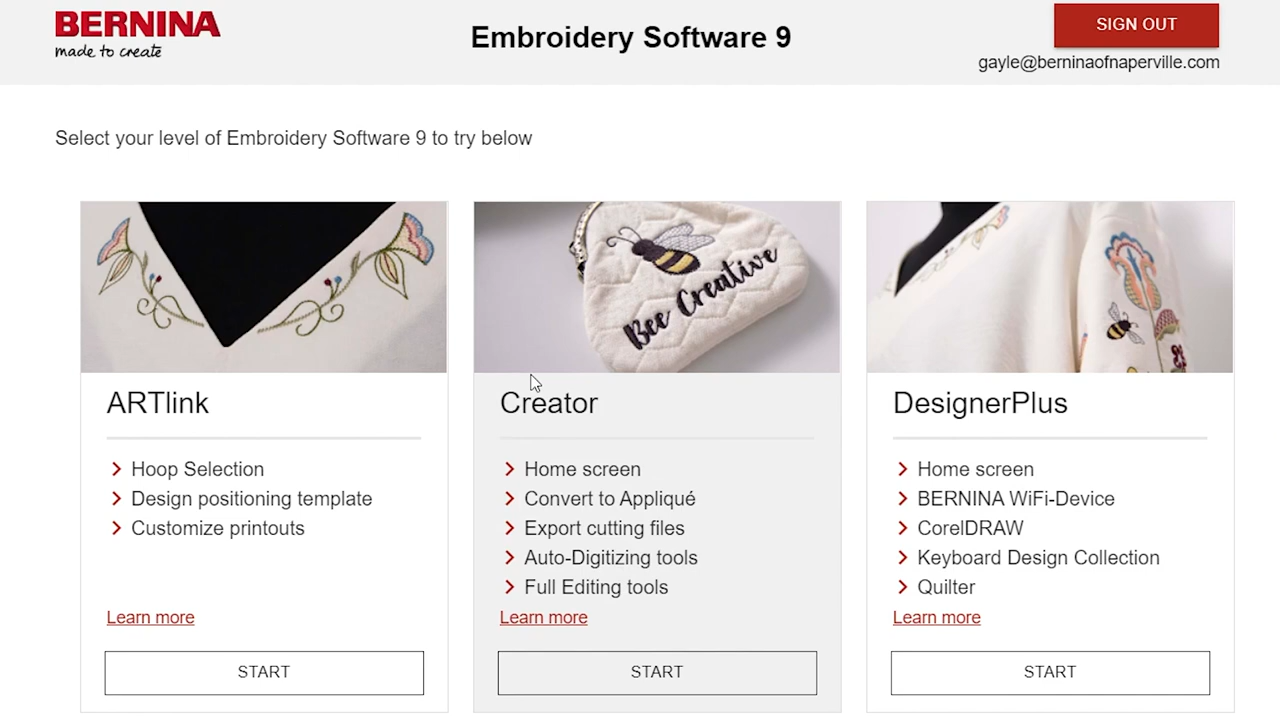 BERNINA
made to create
Embroidery Software 9
SIGN OUT
gayle@berninaofnaperville.com
Select your level of Embroidery Software 9 to try below
Bee Creative
ARTlink
Hoop Selection
Design positioning template
Customize printouts
Learn more
START
Creator
Home screen
Convert to Appliqué
Export cutting files
Auto-Digitizing tools
Full Editing tools
Learn more
START
DesignerPlus
Home screen
BERNINA WiFi-Device
CorelDRAW
Keyboard Design Collection
Quilter
Learn more
START